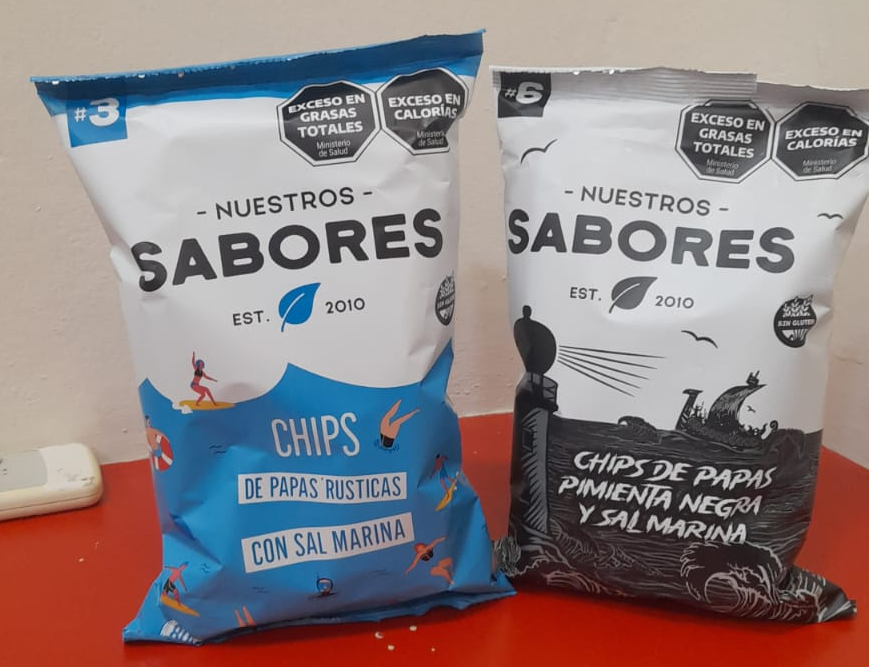 #3
EXCESO EN
GRASAS
TOTALES
Ministerio
de Salud
EXCESO EN
CALORÍAS
Ministerio
de Salud
- NUESTROS -
SABORES
EST. 2010
SIN GLUTEN
CHIPS
DE PAPAS RUSTICAS
CON SAL MARINA
#6
EXCESO EN
GRASAS
TOTALES
Ministerio
de Salud
EXCESO EN
CALORÍAS
Ministerio
de Salud
- NUESTROS -
SABORES
EST. 2010
SIN GLUTEN
CHIPS DE PAPAS
PIMIENTA NEGRA
Y SAL MARINA